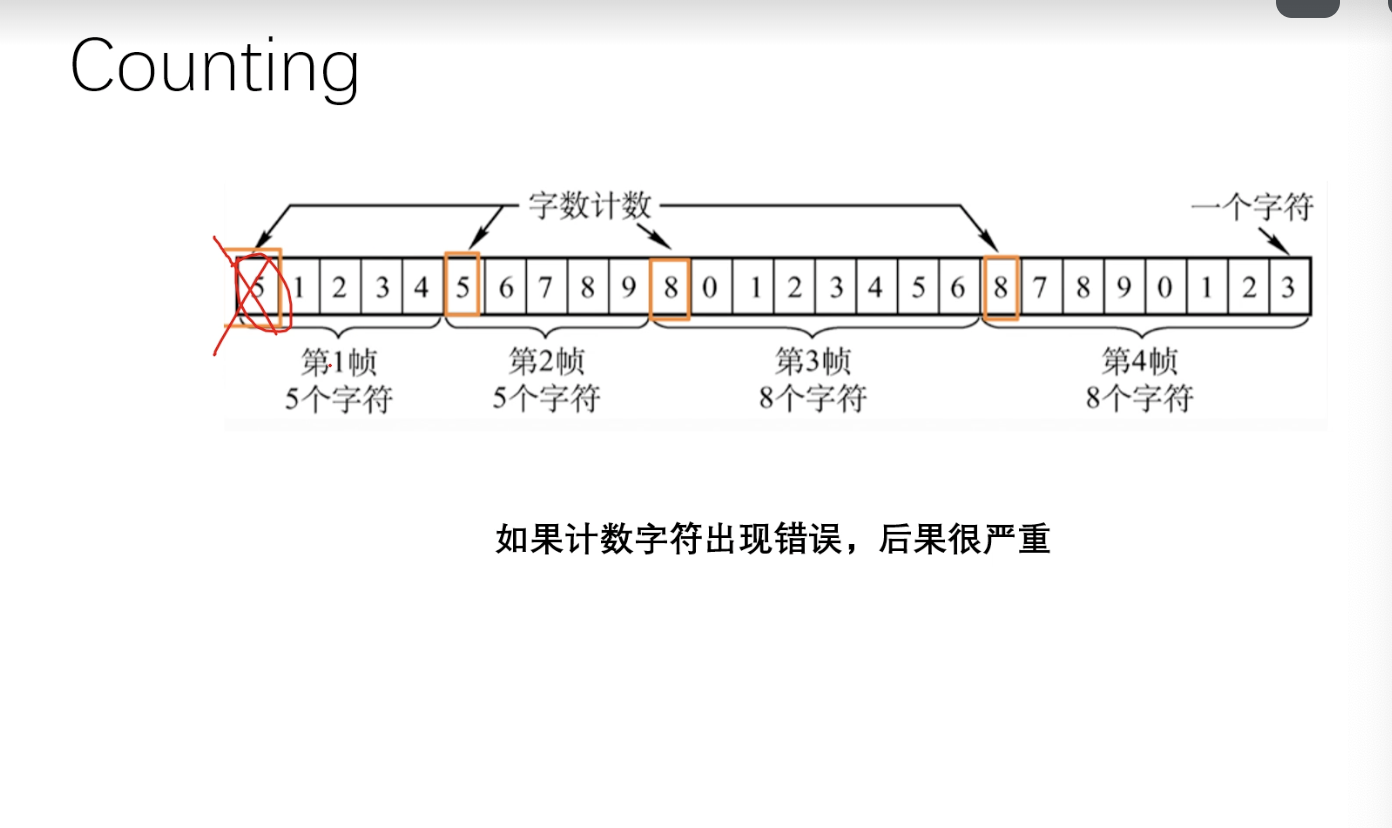 Counting
字数计数
一个字符
5 1 2 3 4 5 6 7 8 9 8 0 1 2 3 4 5 6 8 7 8 9 0 1 2 3
第1帧 第2帧 第3帧 第4帧
5个字符 5个字符 8个字符 8个字符
如果计数字符出现错误，后果很严重